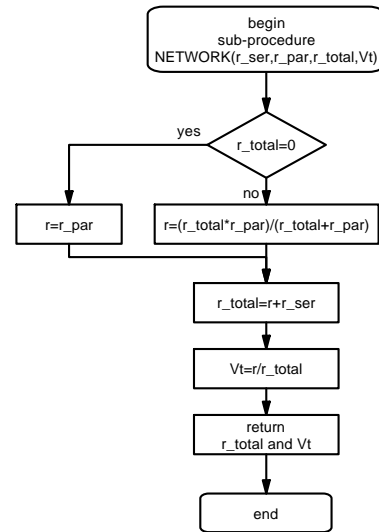 begin
sub-procedure
NETWORK(r_ser,r_par,r_total,Vt)
yes
r_total=0
no
r=r_par
r=(r_total*r_par)/(r_total+r_par)
r_total=r+r_ser
Vt=r/r_total
return
r_total and Vt
end